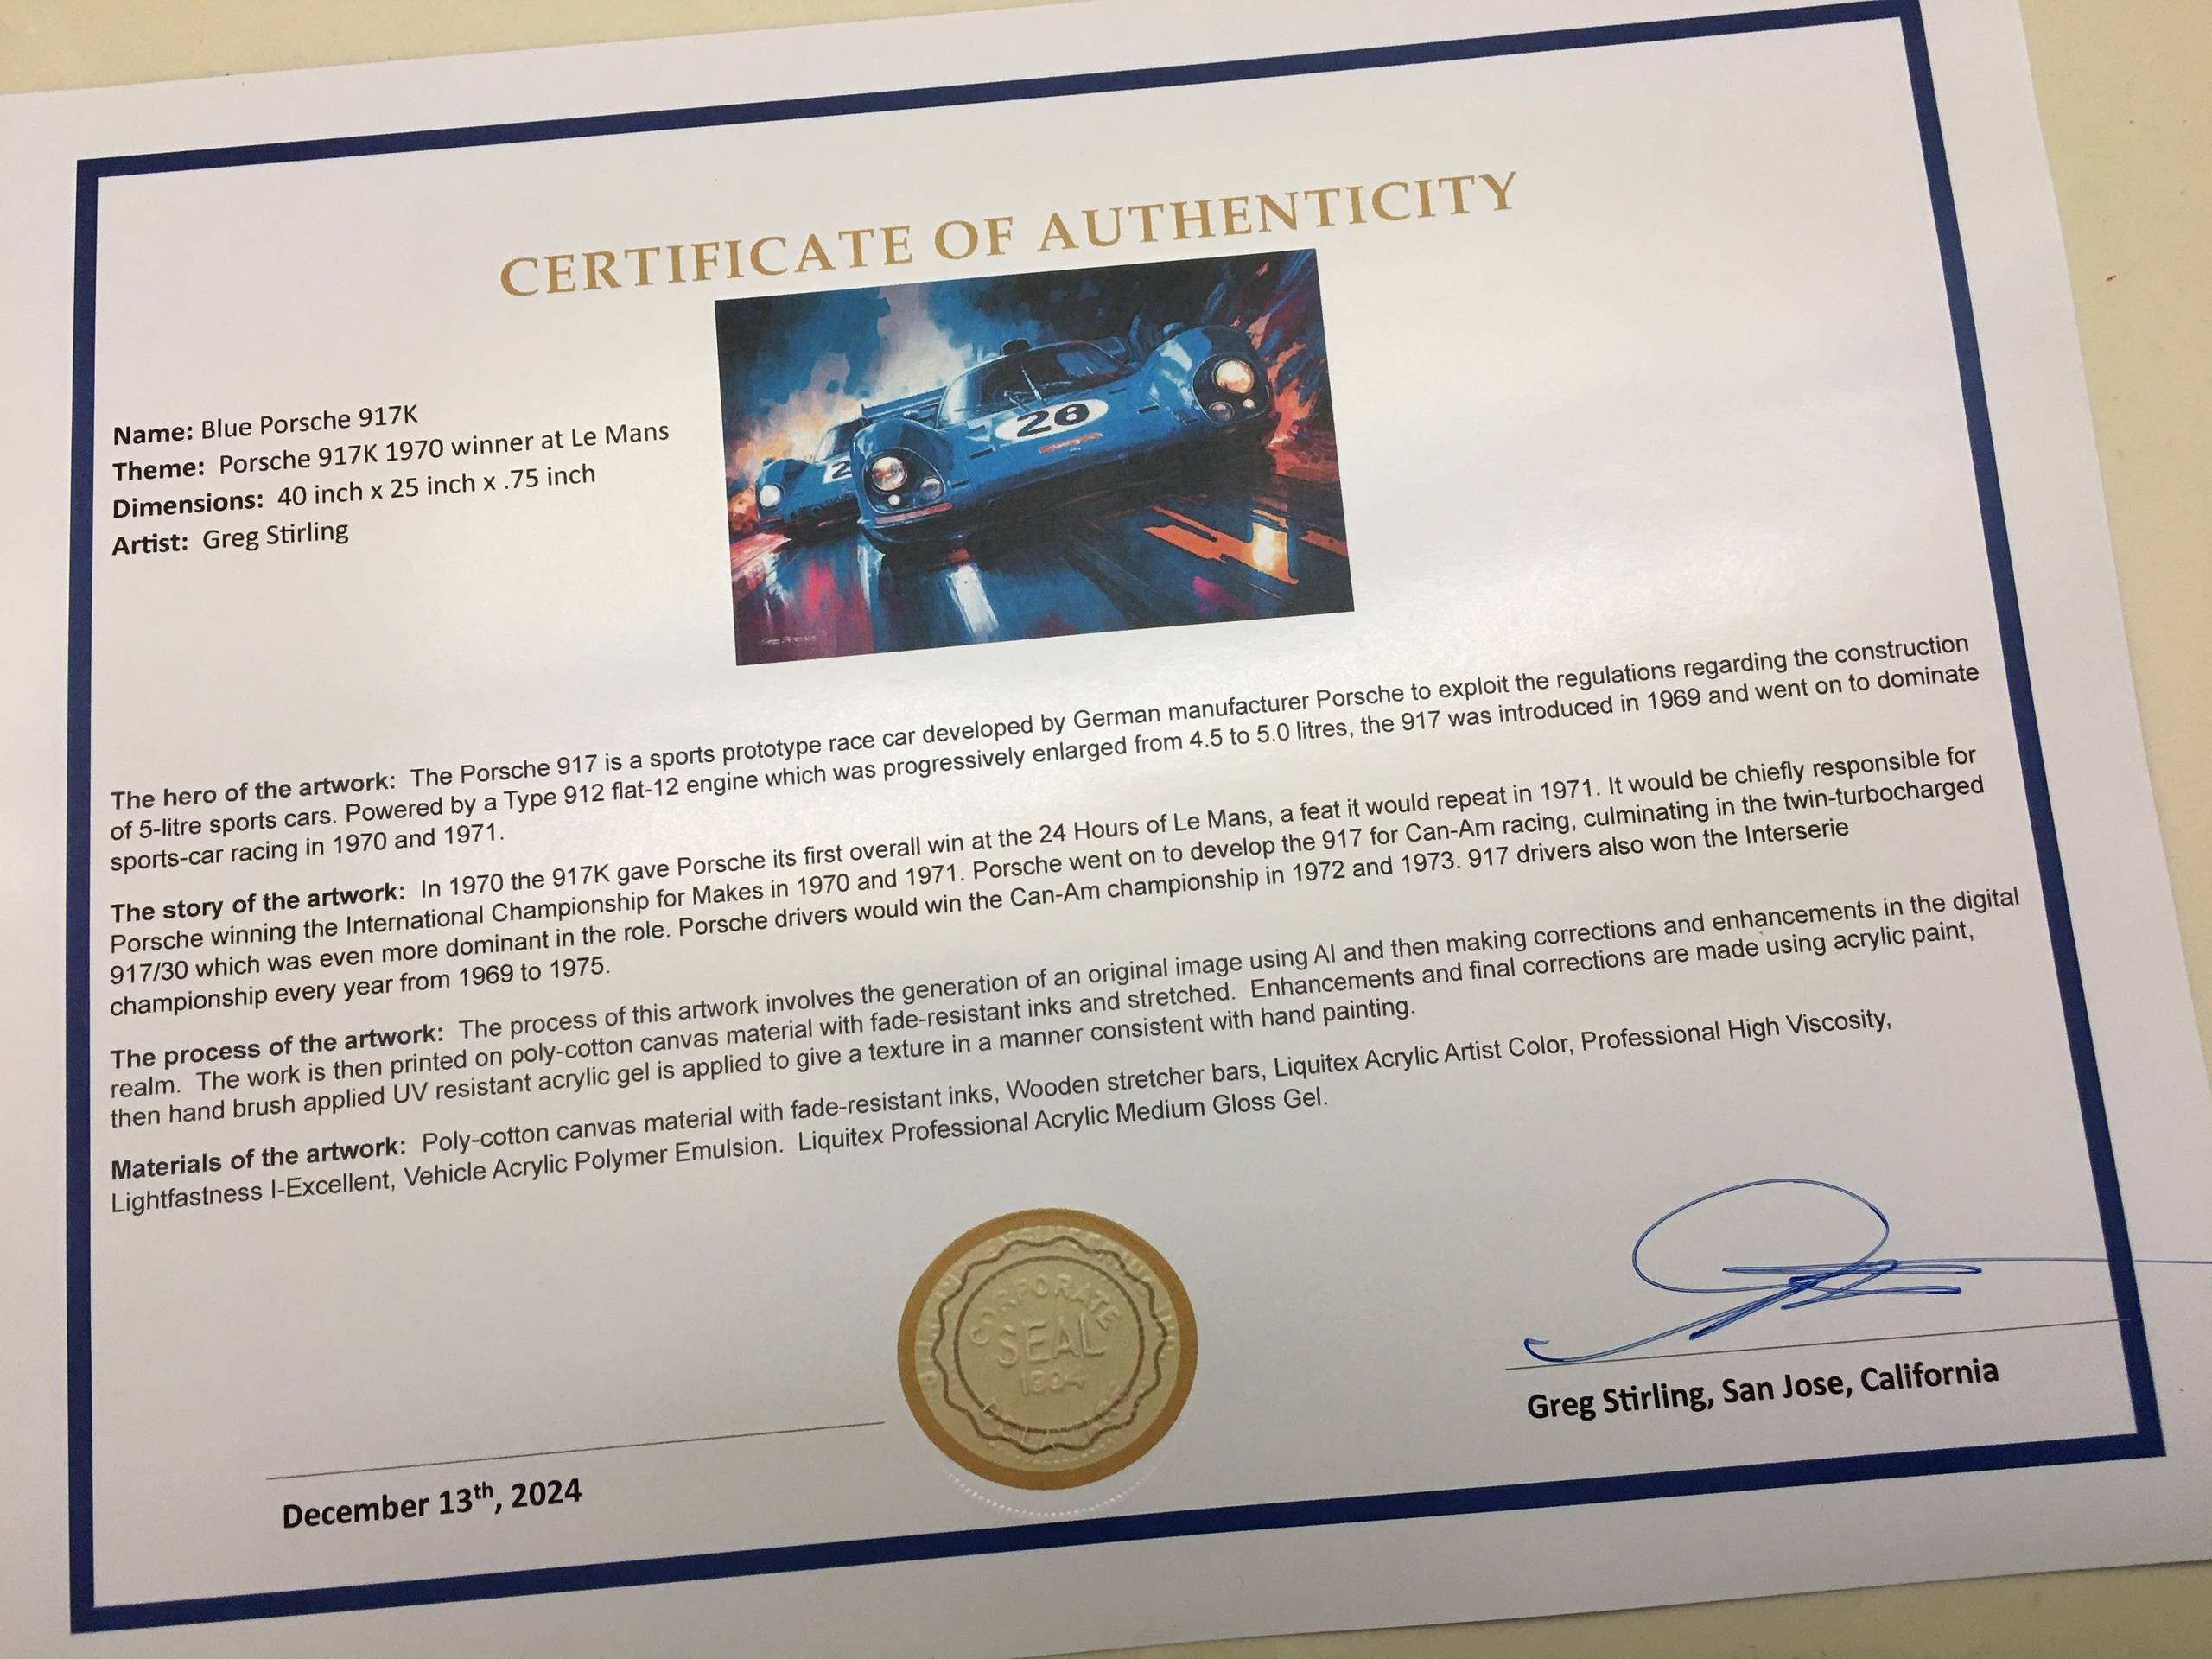 CERTIFICATE OF AUTHENTICITY
28
2
Name: Blue Porsche 917K
Theme: Porsche 917K 1970 winner at Le Mans
Dimensions: 40 inch x 25 inch x .75 inch
Artist: Greg Stirling
The hero of the artwork: The Porsche 917 is a sports prototype race car developed by German manufacturer Porsche to exploit the regulations regarding the construction
of 5-litre sports cars. Powered by a Type 912 flat-12 engine which was progressively enlarged from 4.5 to 5.0 litres, the 917 was introduced in 1969 and went on to dominate
sports-car racing in 1970 and 1971.
The story of the artwork: In 1970 the 917K gave Porsche its first overall win at the 24 Hours of Le Mans, a feat it would repeat in 1971. It would be chiefly responsible for
Porsche winning the International Championship for Makes in 1970 and 1971. Porsche went on to develop the 917 for Can-Am racing, culminating in the twin-turbocharged
917/30 which was even more dominant in the role. Porsche drivers would win the Can-Am championship in 1972 and 1973. 917 drivers also won the Interserie
championship every year from 1969 to 1975.
The process of the artwork: The process of this artwork involves the generation of an original image using AI and then making corrections and enhancements in the digital
realm. The work is then printed on poly-cotton canvas material with fade-resistant inks and stretched. Enhancements and final corrections are made using acrylic paint,
then hand brush applied UV resistant acrylic gel is applied to give a texture in a manner consistent with hand painting.
Materials of the artwork: Poly-cotton canvas material with fade-resistant inks, Wooden stretcher bars, Liquitex Acrylic Artist Color, Professional High Viscosity,
Lightfastness I-Excellent, Vehicle Acrylic Polymer Emulsion. Liquitex Professional Acrylic Medium Gloss Gel.
CORPORATE
SEAL
1994
Greg Stirling, San Jose, California
December 13th, 2024